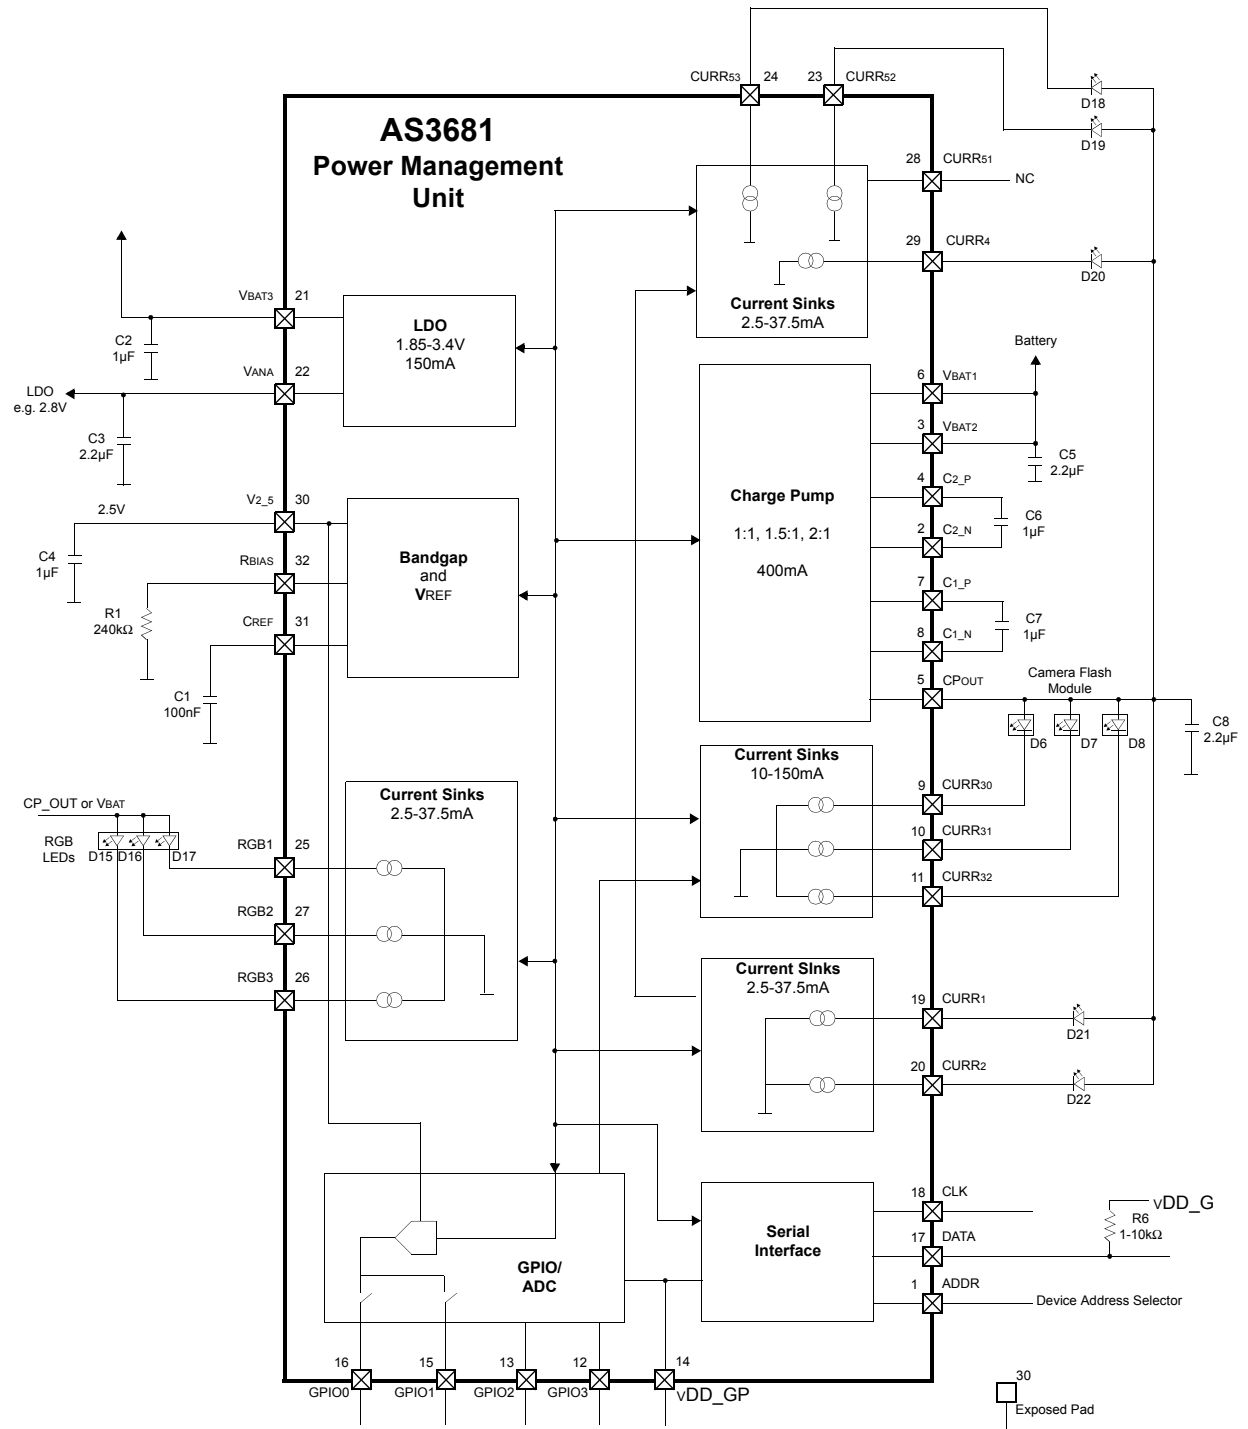 CURR53 24 23 CURR52
D18
D19
AS3681
Power Management
Unit
28 CURR51
NC
29 CURR4
D20
Current Sinks
2.5-37.5mA
VBAT3 21
C2
1µF
LDO
1.85-3.4V
150mA
VANA 22
LDO
e.g. 2.8V
C3
2.2µF
Battery
6 VBAT1
3 VBAT2
C5
2.2µF
4 C2_P
C6
1µF
2 C2_N
7 C1_P
C7
1µF
8 C1_N
5 CPOUT
Charge Pump
1:1, 1.5:1, 2:1
400mA
V2_5 30
2.5V
C4
1µF
RBIAS 32
R1
240kΩ
CREF 31
C1
100nF
Bandgap
and
VREF
Camera Flash
Module
D6 D7 D8
C8
2.2µF
Current Sinks
10-150mA
9 CURR30
10 CURR31
11 CURR32
Current Sinks
2.5-37.5mA
CP_OUT or VBAT
RGB
LEDs
D15 D16 D17
RGB1 25
RGB2 27
RGB3 26
Current SInks
2.5-37.5mA
19 CURR1
D21
20 CURR2
D22
GPIO/
ADC
Serial
Interface
18 CLK
17 DATA
1 ADDR
VDD_G
R6
1-10kΩ
Device Address Selector
16 15 13 12 14
GPIO0 GPIO1 GPIO2 GPIO3 VDD_GP
30
Exposed Pad